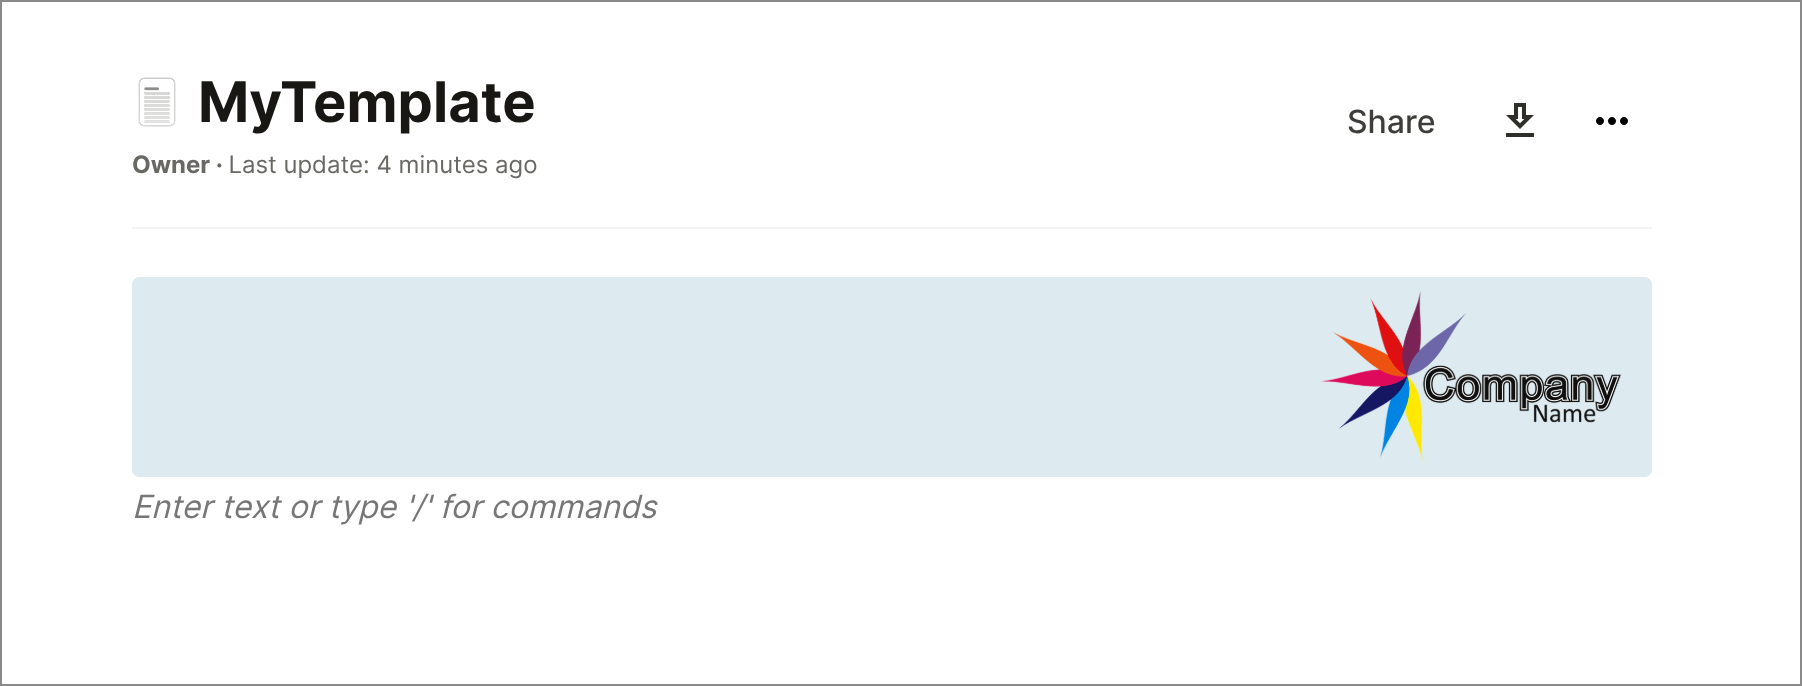 MyTemplate
Share
Owner · Last update: 4 minutes ago
Company
Name
Enter text or type '/' for commands